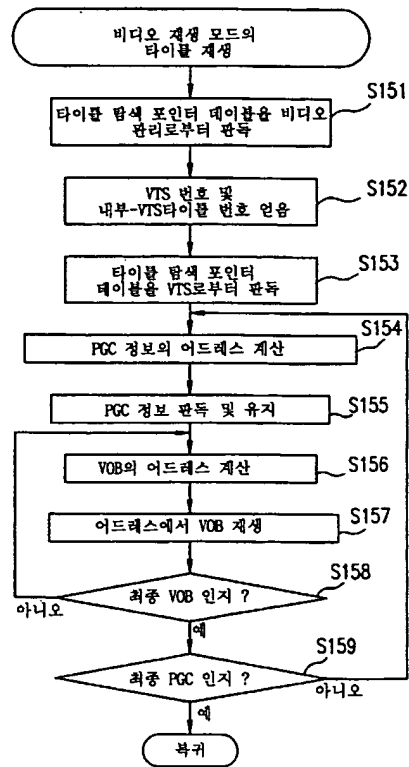 비디오 재생 모드의
타이틀 재생
S151
타이틀 탐색 포인터 테이블을 비디오
관리로부터 판독
S152
VTS 번호 및
내부-VTS타이틀 번호 얻음
S153
타이틀 탐색 포인터
테이블을 VTS로부터 판독
S154
PGC 정보의 어드레스 계산
S155
PGC 정보 판독 및 유지
S156
VOB의 어드레스 계산
S157
어드레스에서 VOB 재생
S158
최종 VOB 인지 ?
아니오
예
S159
최종 PGC 인지 ?
아니오
예
복귀